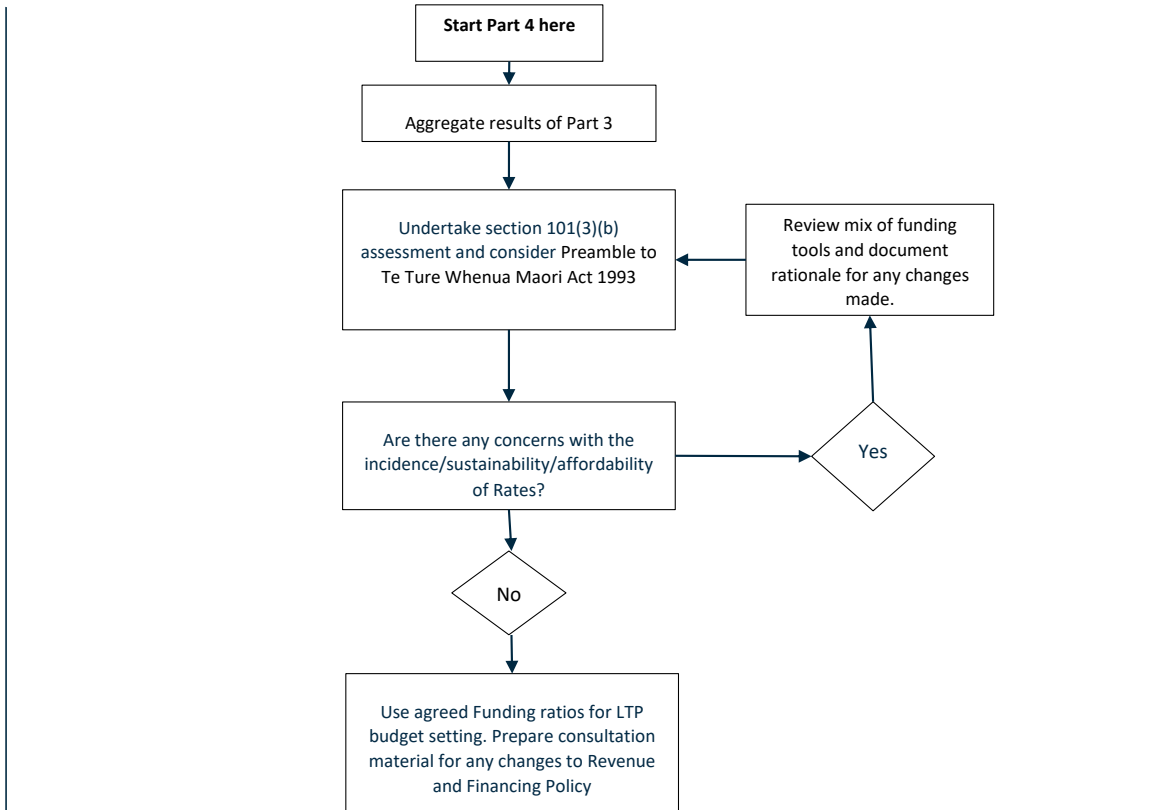 Start Part 4 here
Aggregate results of Part 3
Undertake section 101(3)(b)
assessment and consider Preamble to
Te Ture Whenua Maori Act 1993
Review mix of funding
tools and document
rationale for any changes
made.
Are there any concerns with the
incidence/sustainability/affordability
of Rates?
Yes
No
Use agreed Funding ratios for LTP
budget setting. Prepare consultation
material for any changes to Revenue
and Financing Policy